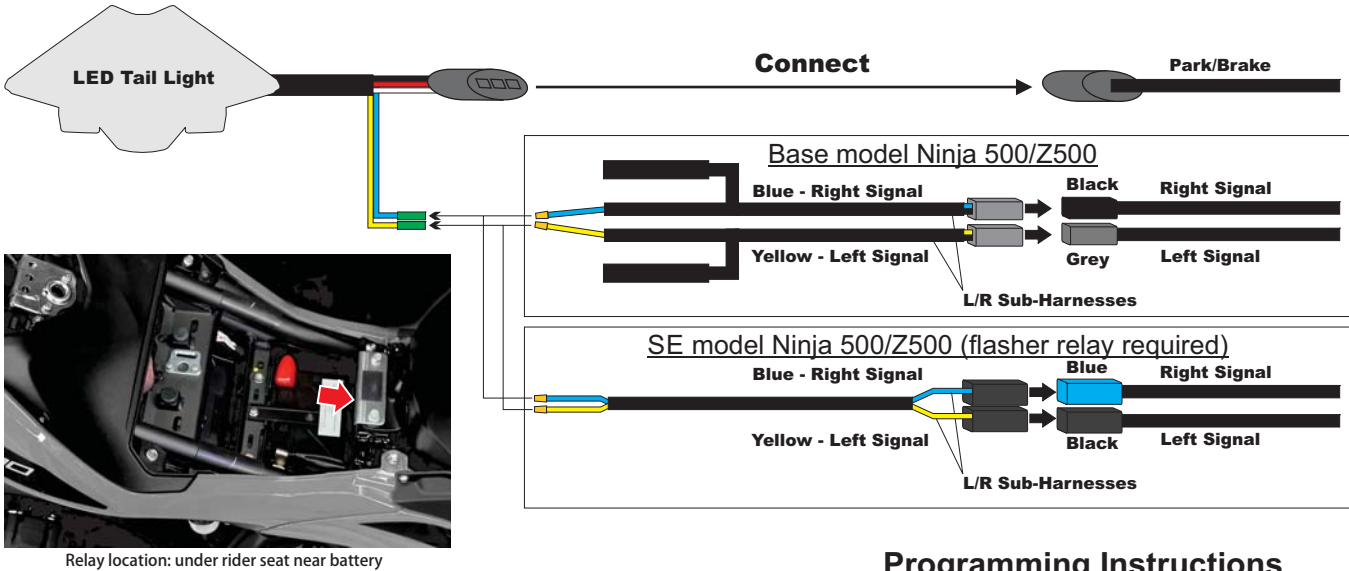 LED Tail Light
Connect
Park/Brake
Base model Ninja 500/Z500
Blue - Right Signal
Black
Right Signal
Yellow - Left Signal
Grey
Left Signal
L/R Sub-Harnesses
SE model Ninja 500/Z500 (flasher relay required)
Blue - Right Signal
Blue
Right Signal
Yellow - Left Signal
Black
Left Signal
L/R Sub-Harnesses
Relay location: under rider seat near battery
Programming Instructions